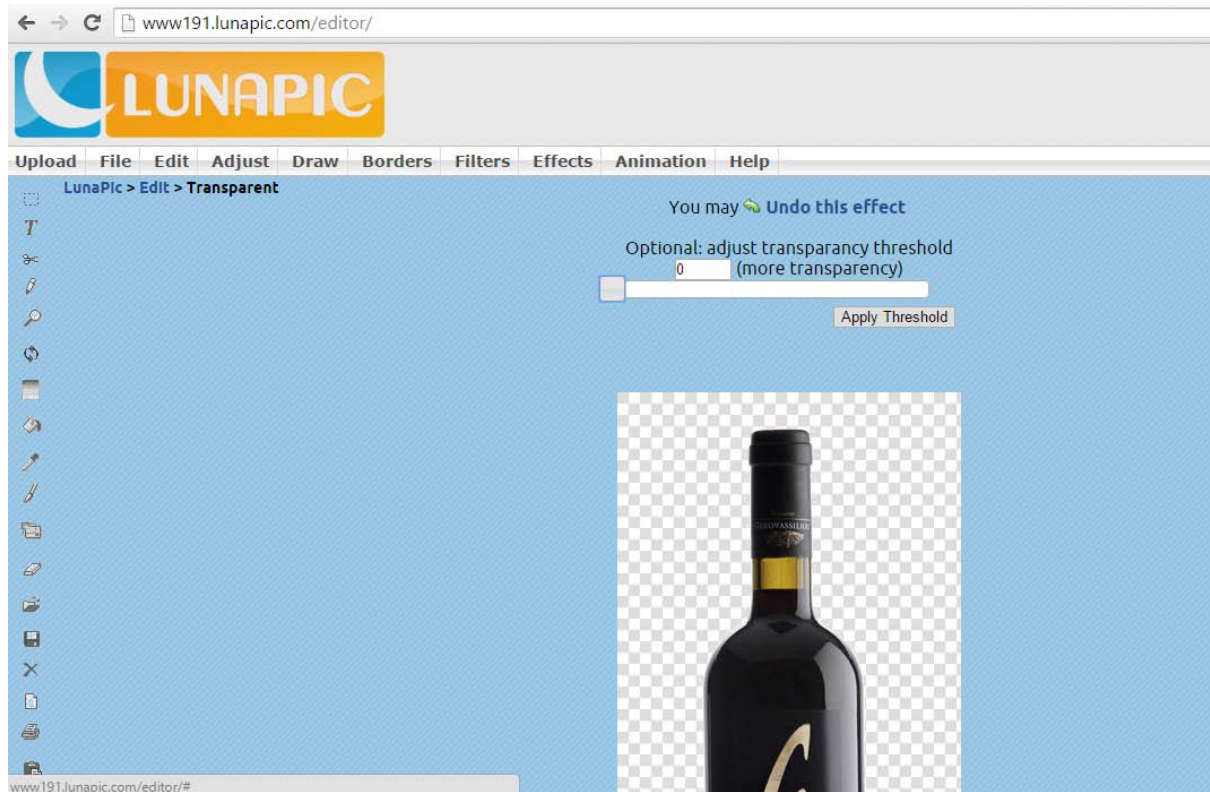 www191.lunapic.com/editor/
LUNAPIC
Upload File Edit Adjust Draw Borders Filters Effects Animation Help
LunaPic > Edit > Transparent
You may Undo this effect
Optional: adjust transparancy threshold
0 (more transparency)
Apply Threshold
GEROVASSILIOU
www191.lunapic.com/editor/#